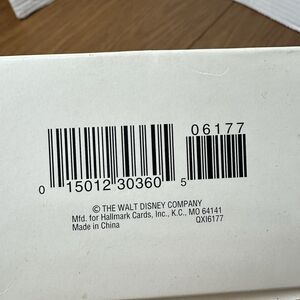 06177
0 15012 30360 5
© THE WALT DISNEY COMPANY
Mfd. for Hallmark Cards, Inc., K.C., MO 64141
Made in China QXI6177